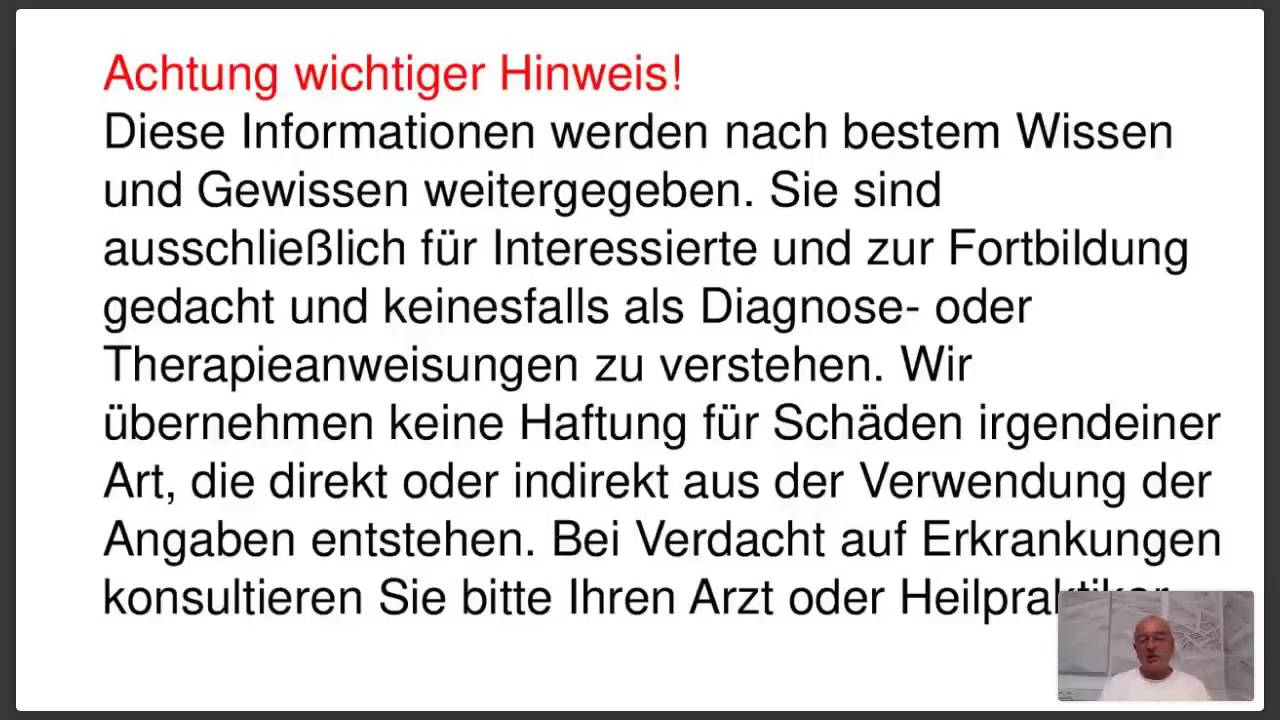 Achtung wichtiger Hinweis!
Diese Informationen werden nach bestem Wissen
und Gewissen weitergegeben. Sie sind
ausschließlich für Interessierte und zur Fortbildung
gedacht und keinesfalls als Diagnose- oder
Therapieanweisungen zu verstehen. Wir
übernehmen keine Haftung für Schäden irgendeiner
Art, die direkt oder indirekt aus der Verwendung der
Angaben entstehen. Bei Verdacht auf Erkrankungen
konsultieren Sie bitte Ihren Arzt oder Heilpraktiker